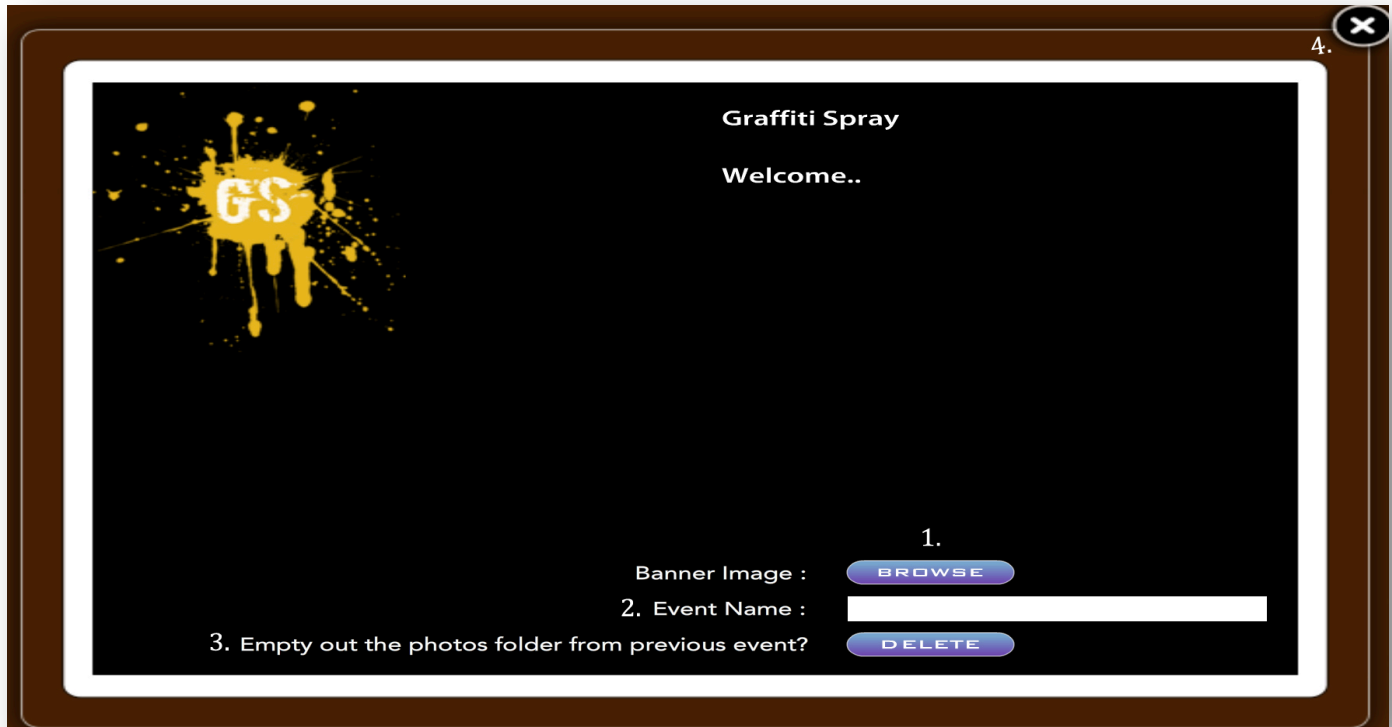 4.
GS
Graffiti Spray
Welcome..
1.
Banner Image : BROWSE
2. Event Name :
3. Empty out the photos folder from previous event? DELETE